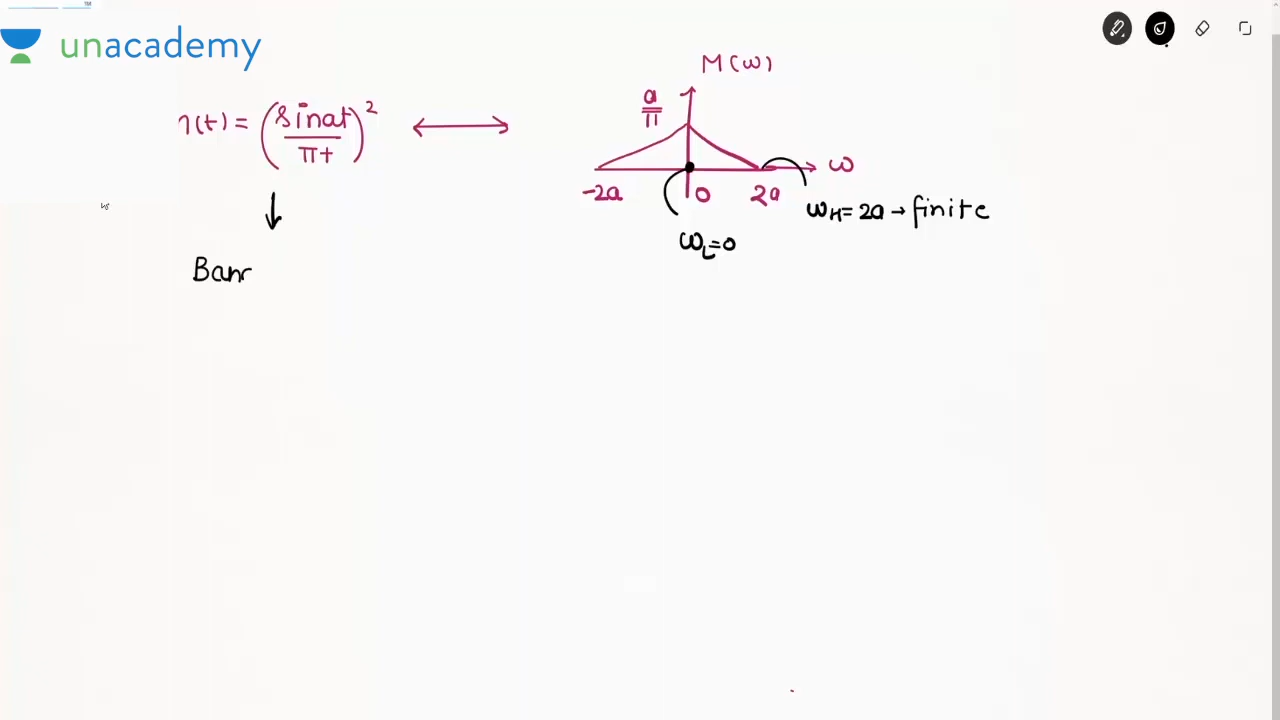 unacademy
M(ω)
η(t) = (sinat/πt)² ⟷
a/π
ω
-2a 0 2a
ω_H = 2a → finite
ω_L = 0
Ban